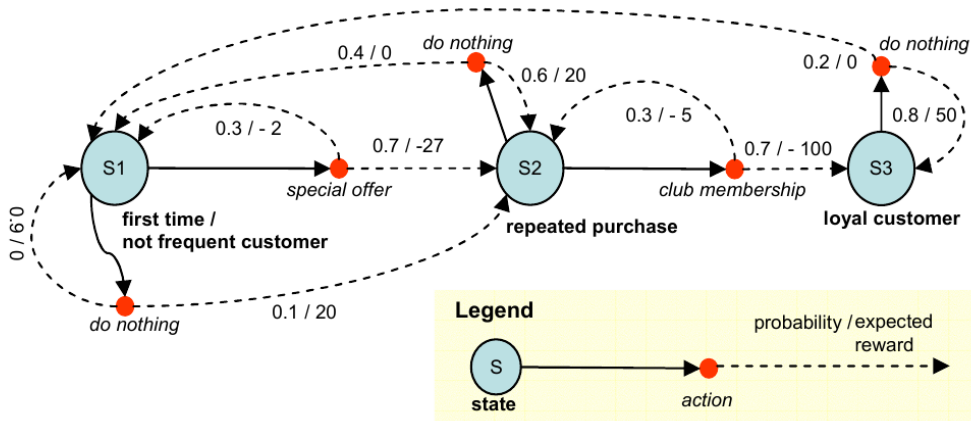 do nothing
do nothing
0.4 / 0
0.6 / 20
0.2 / 0
0.3 / - 2
0.3 / - 5
0.8 / 50
0.7 / -27
0.7 / - 100
S1
S2
S3
special offer
club membership
first time /
not frequent customer
repeated purchase
loyal customer
0.9 / 0
0.1 / 20
do nothing
Legend
probability / expected
reward
S
state
action